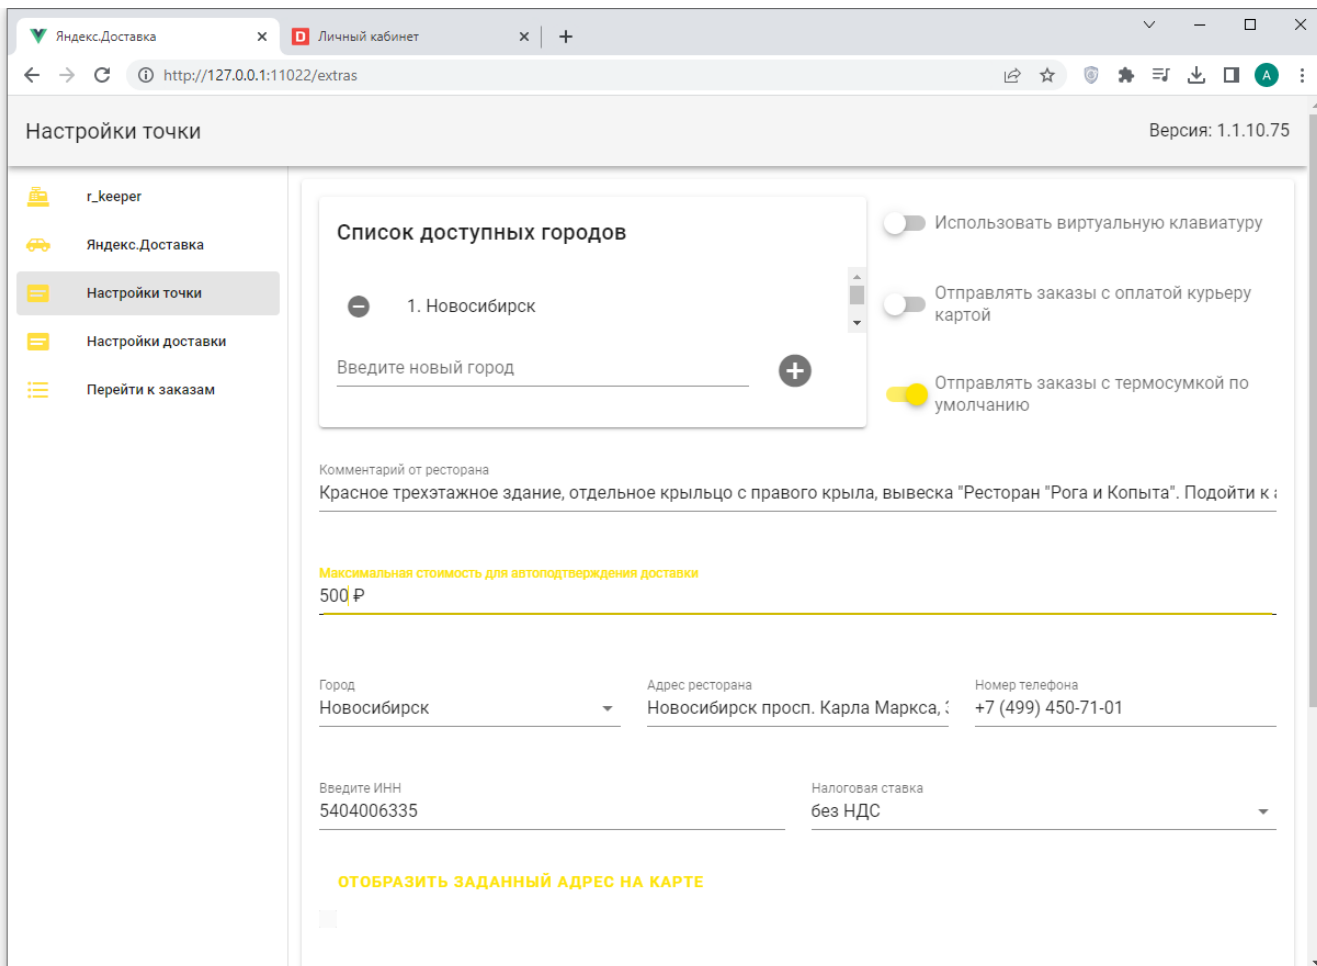 Яндекс.Доставка
Личный кабинет
http://127.0.0.1:11022/extras
A
Настройки точки
Версия: 1.1.10.75
r_keeper
Яндекс.Доставка
Настройки точки
Настройки доставки
Перейти к заказам
Список доступных городов
1. Новосибирск
Введите новый город
Использовать виртуальную клавиатуру
Отправлять заказы с оплатой курьеру
картой
Отправлять заказы с термосумкой по
умолчанию
Комментарий от ресторана
Красное трехэтажное здание, отдельное крыльцо с правого крыла, вывеска "Ресторан "Рога и Копыта". Подойти к
Максимальная стоимость для автоподтверждения доставки
500 ₽
Город
Новосибирск
Адрес ресторана
Новосибирск просп. Карла Маркса,
Номер телефона
+7 (499) 450-71-01
Введите ИНН
5404006335
Налоговая ставка
без НДС
ОТОБРАЗИТЬ ЗАДАННЫЙ АДРЕС НА КАРТЕ